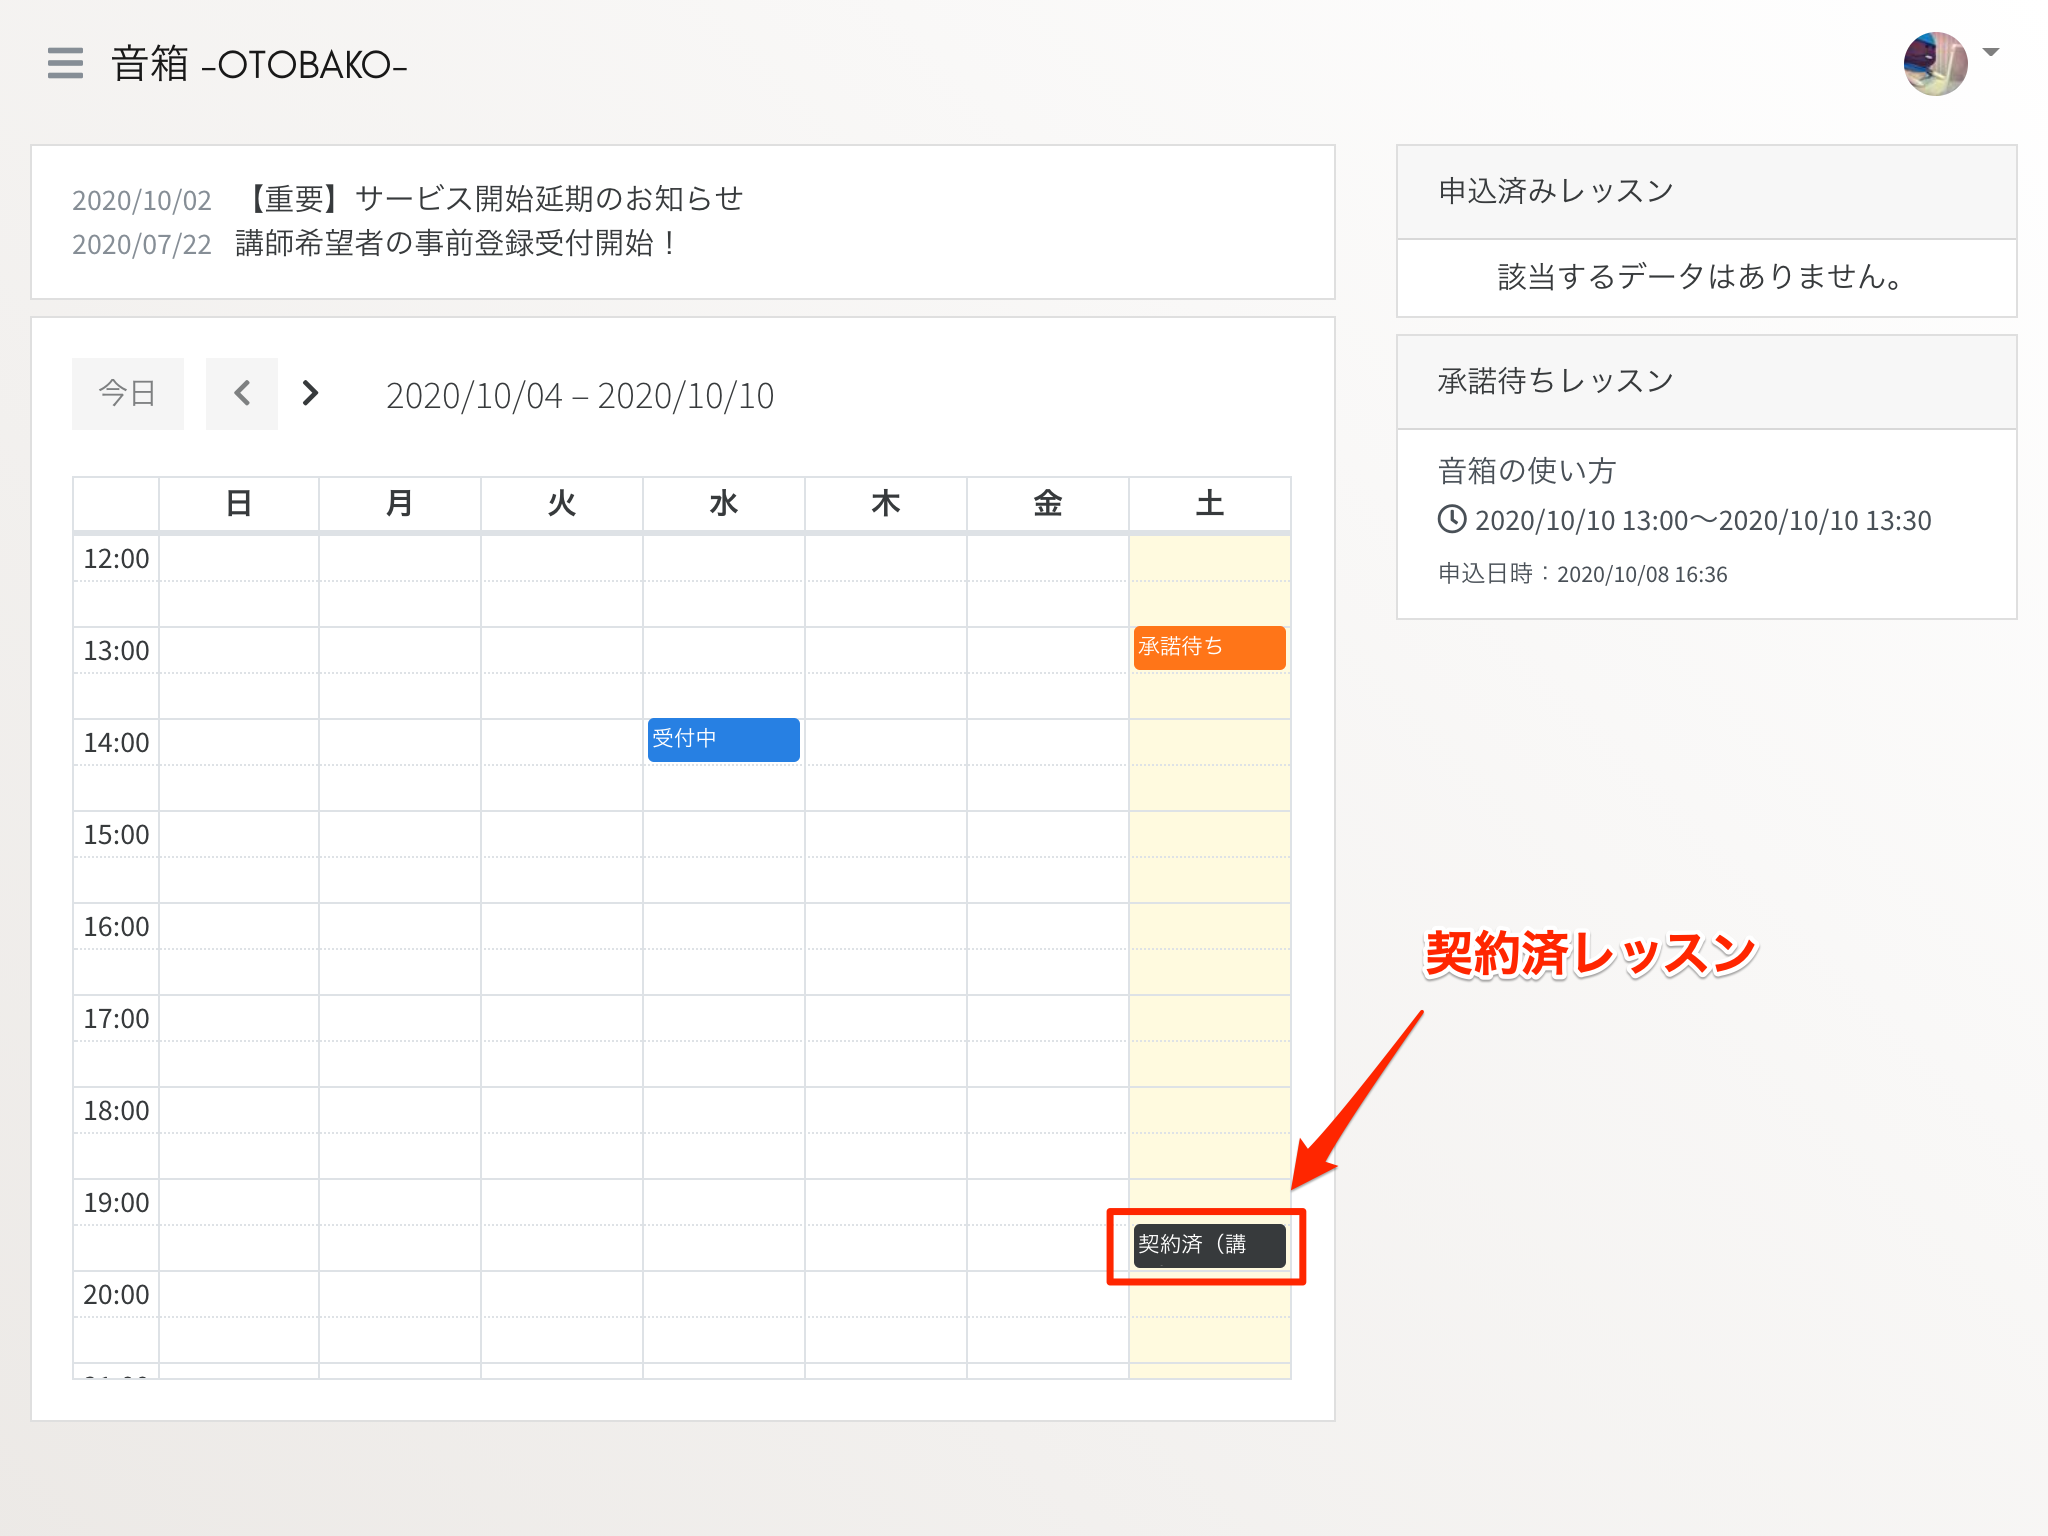 音箱 -OTOBAKO-
2020/10/02 【重要】サービス開始延期のお知らせ
2020/07/22 講師希望者の事前登録受付開始！
今日
2020/10/04 – 2020/10/10
日 月 火 水 木 金 土
12:00
13:00 承諾待ち
14:00 受付中
15:00
16:00
17:00
18:00
19:00
契約済（講
20:00
申込済みレッスン
該当するデータはありません。
承諾待ちレッスン
音箱の使い方
2020/10/10 13:00〜2020/10/10 13:30
申込日時：2020/10/08 16:36
契約済レッスン